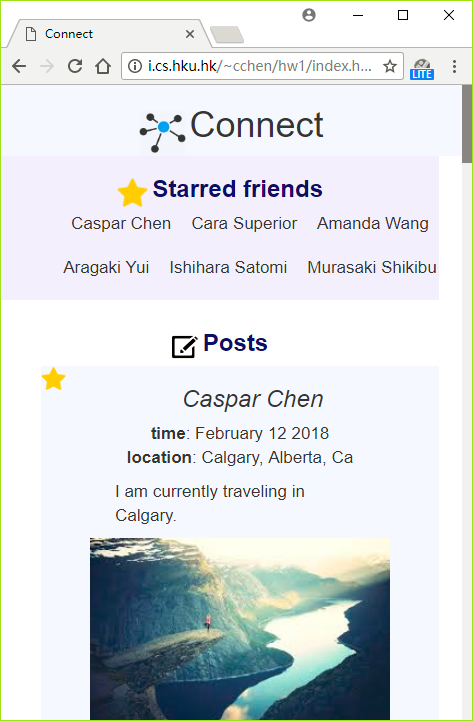 Connect
i.cs.hku.hk/~cchen/hw1/index.h...
LITE
Connect
Starred friends
Caspar Chen Cara Superior Amanda Wang
Aragaki Yui Ishihara Satomi Murasaki Shikibu
Posts
Caspar Chen
time: February 12 2018
location: Calgary, Alberta, Ca
I am currently traveling in
Calgary.